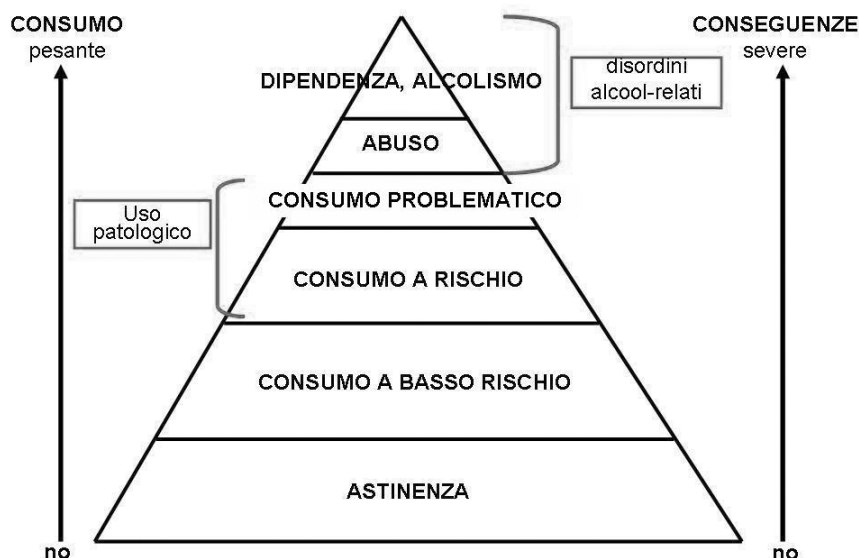 CONSUMO
pesante
CONSEGUENZE
severe
DIPENDENZA, ALCOLISMO
disordini
alcool-relati
ABUSO
CONSUMO PROBLEMATICO
Uso
patologico
CONSUMO A RISCHIO
CONSUMO A BASSO RISCHIO
ASTINENZA
no
no